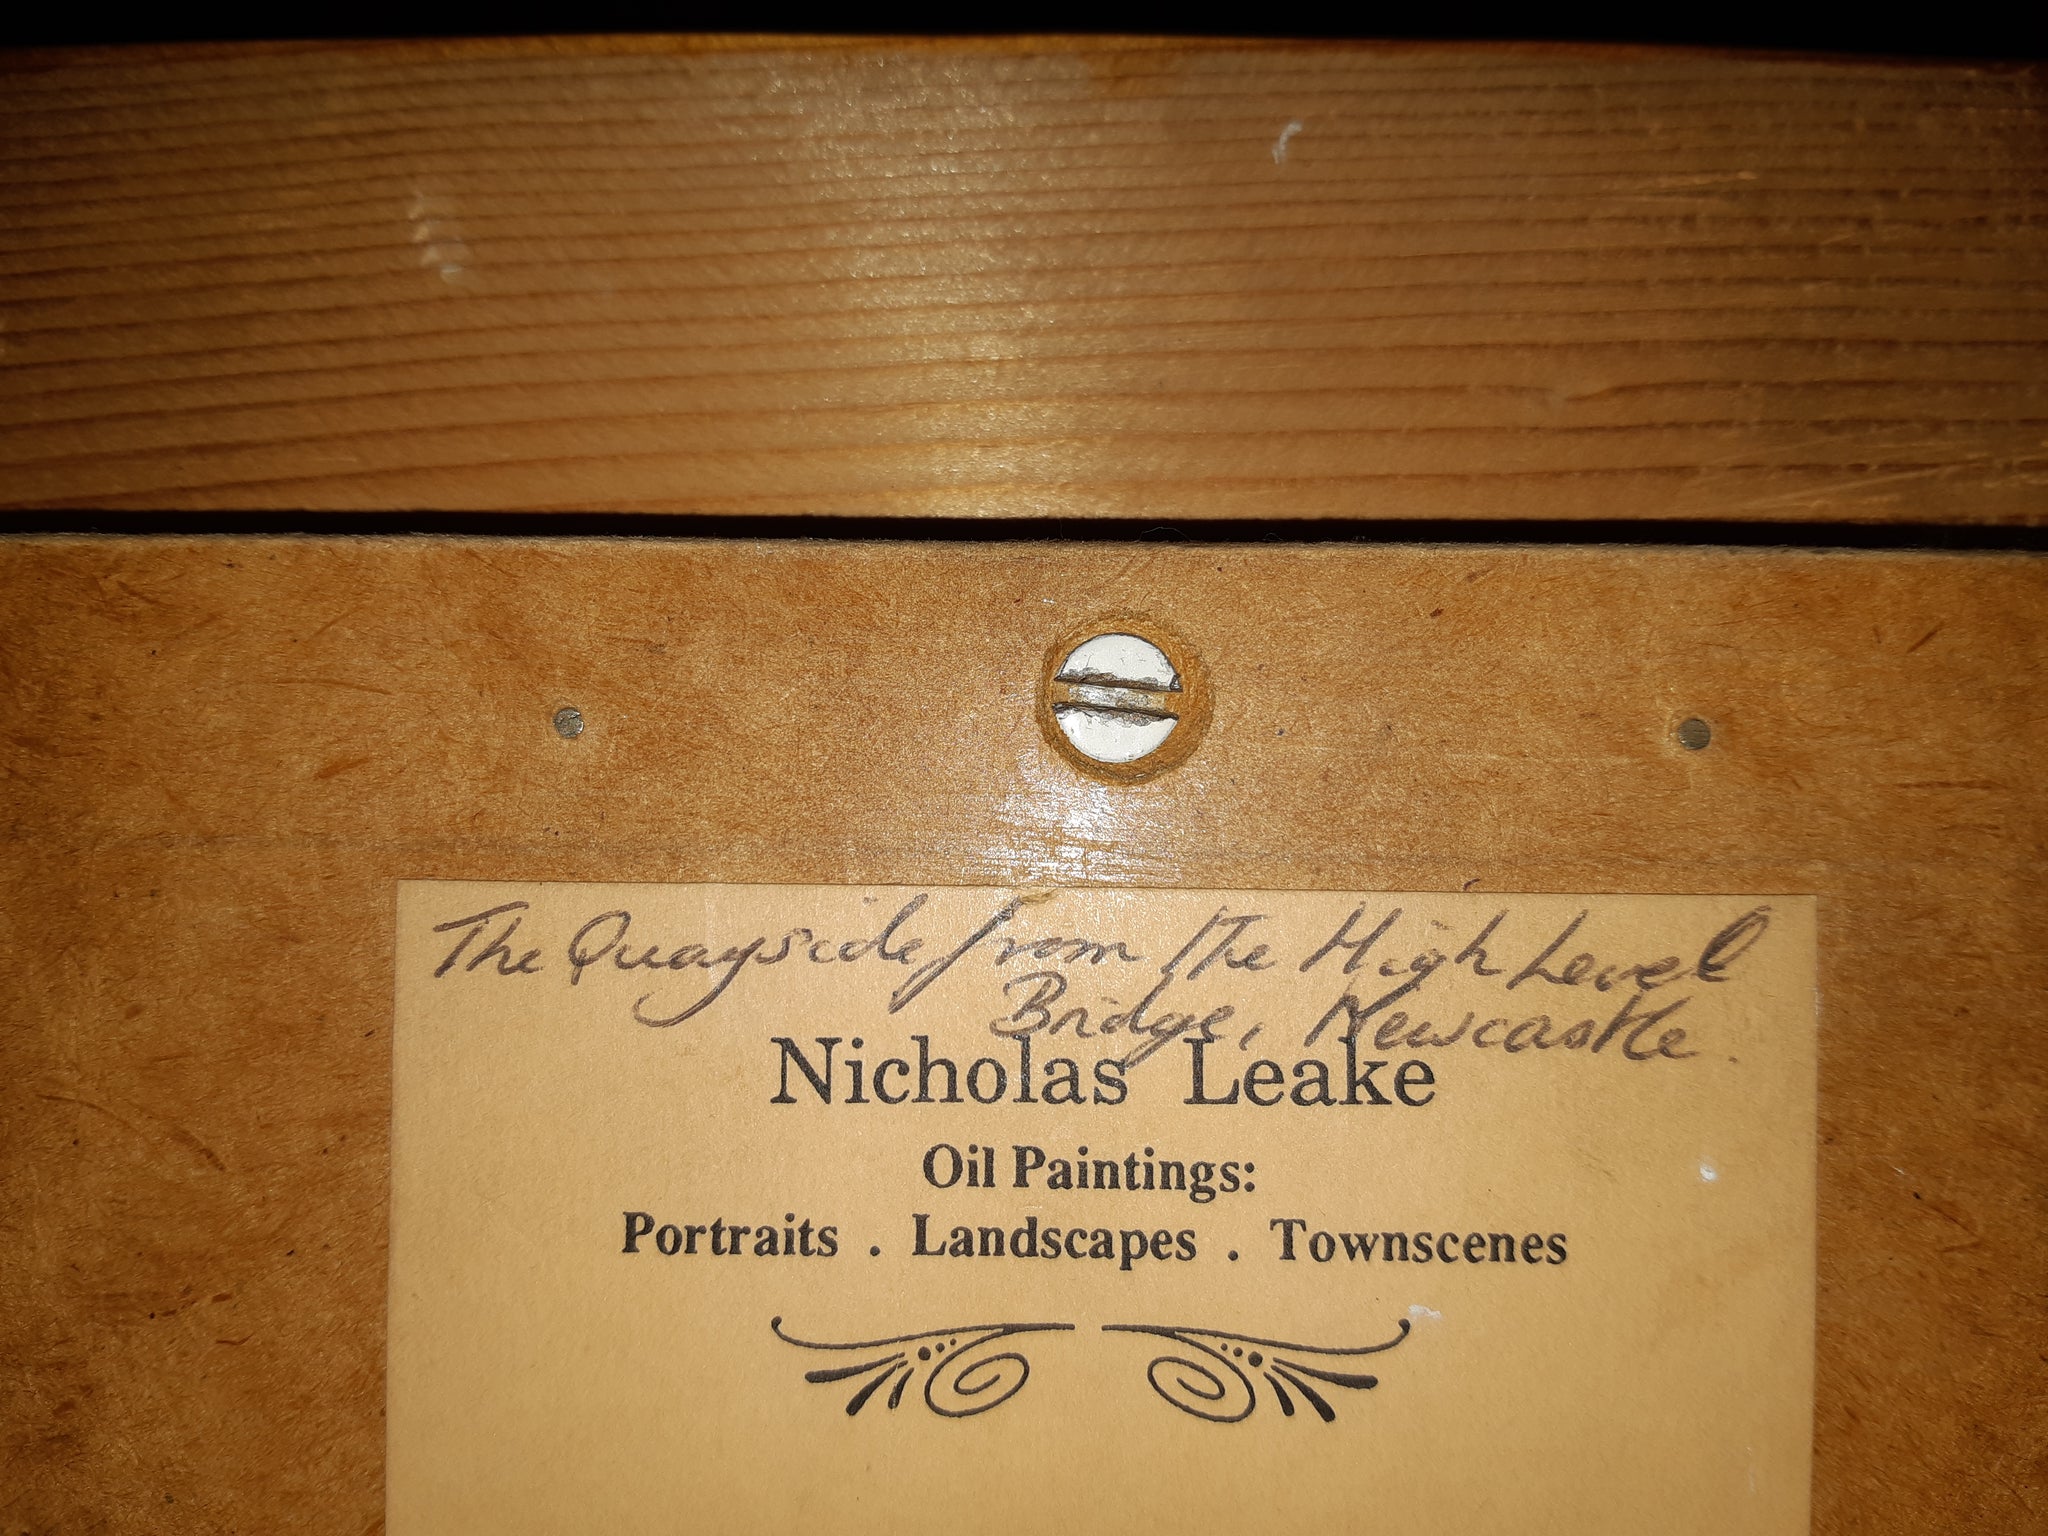 The Quayside from the High Level
Bridge, Newcastle.
Nicholas Leake
Oil Paintings:
Portraits . Landscapes . Townscenes